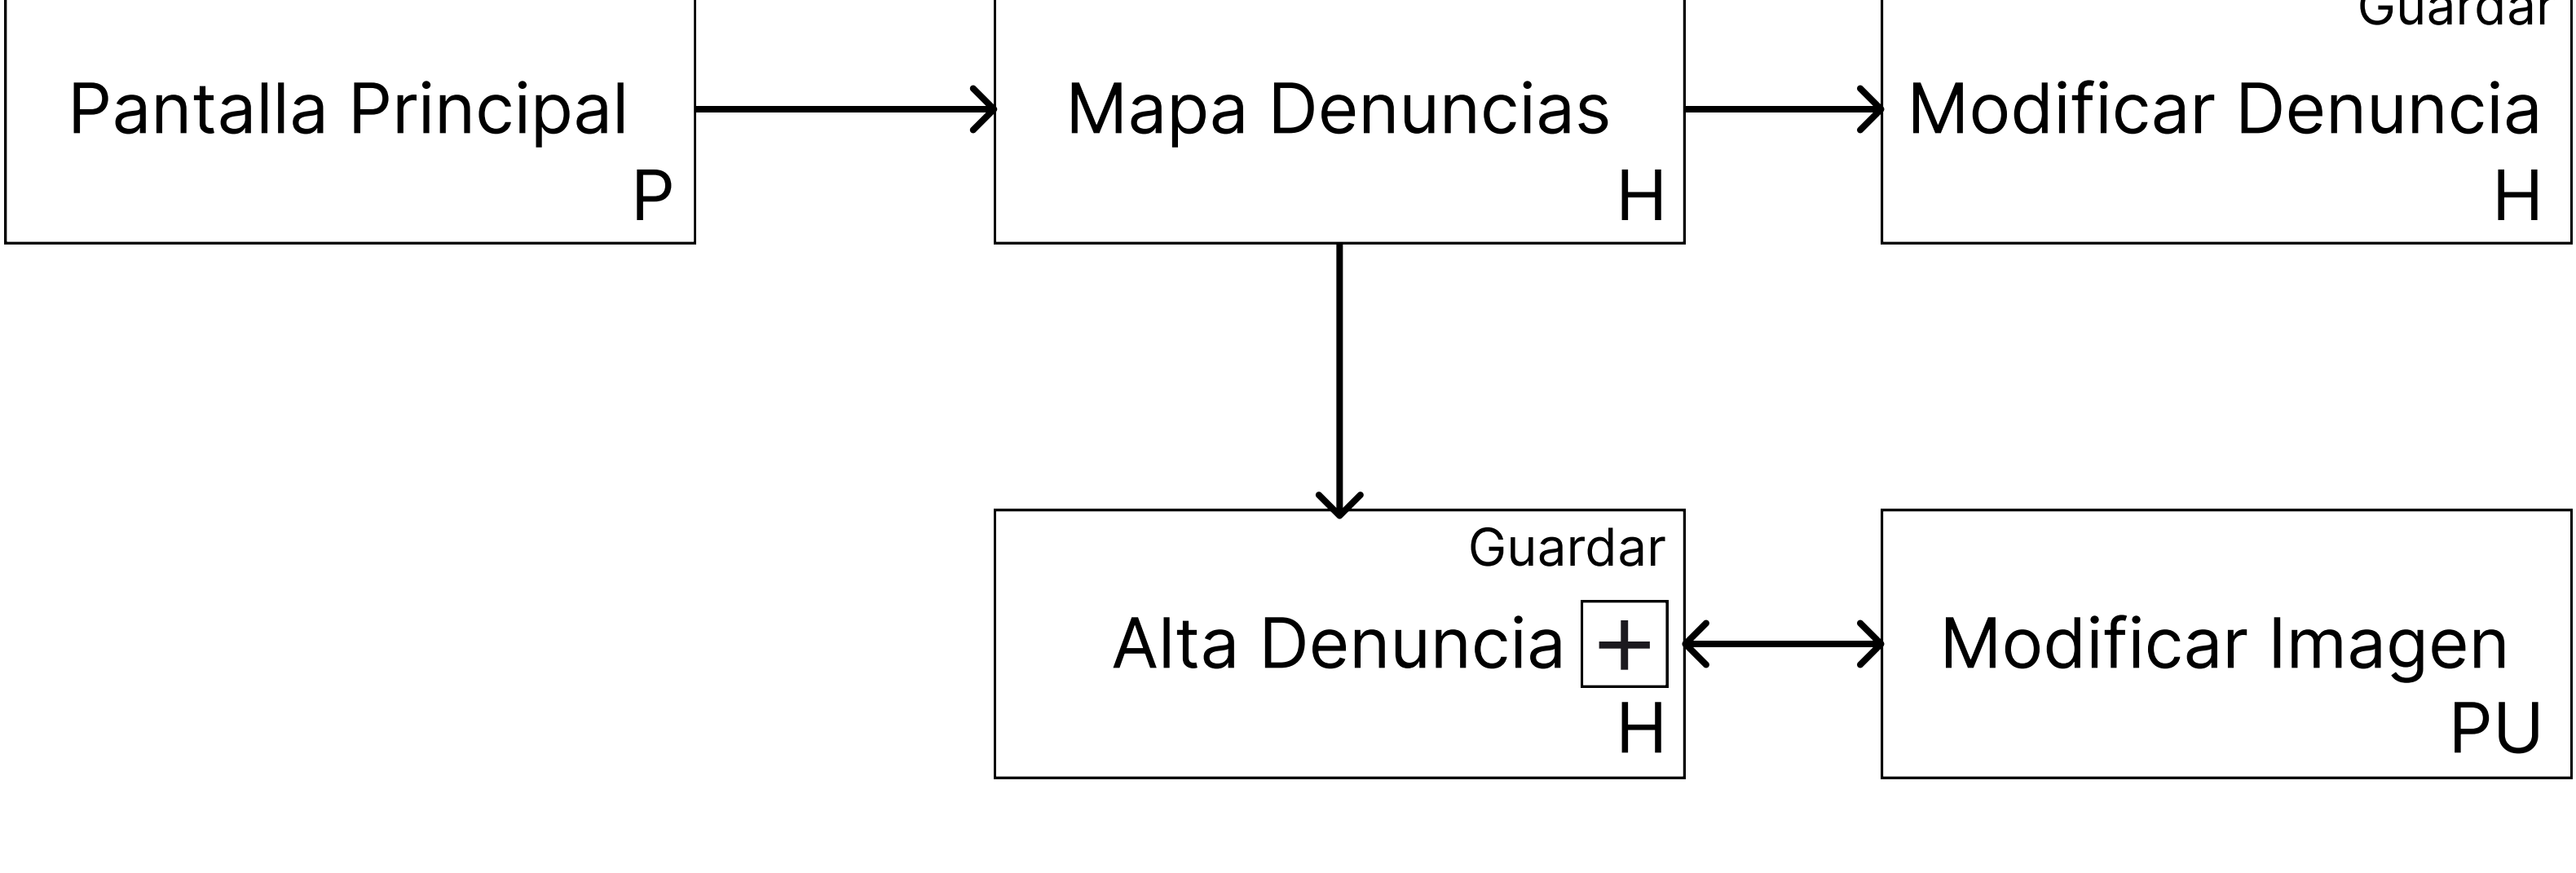 Guardar
Pantalla Principal
P
Mapa Denuncias
H
Modificar Denuncia
H
Guardar
Alta Denuncia +
H
Modificar Imagen
PU